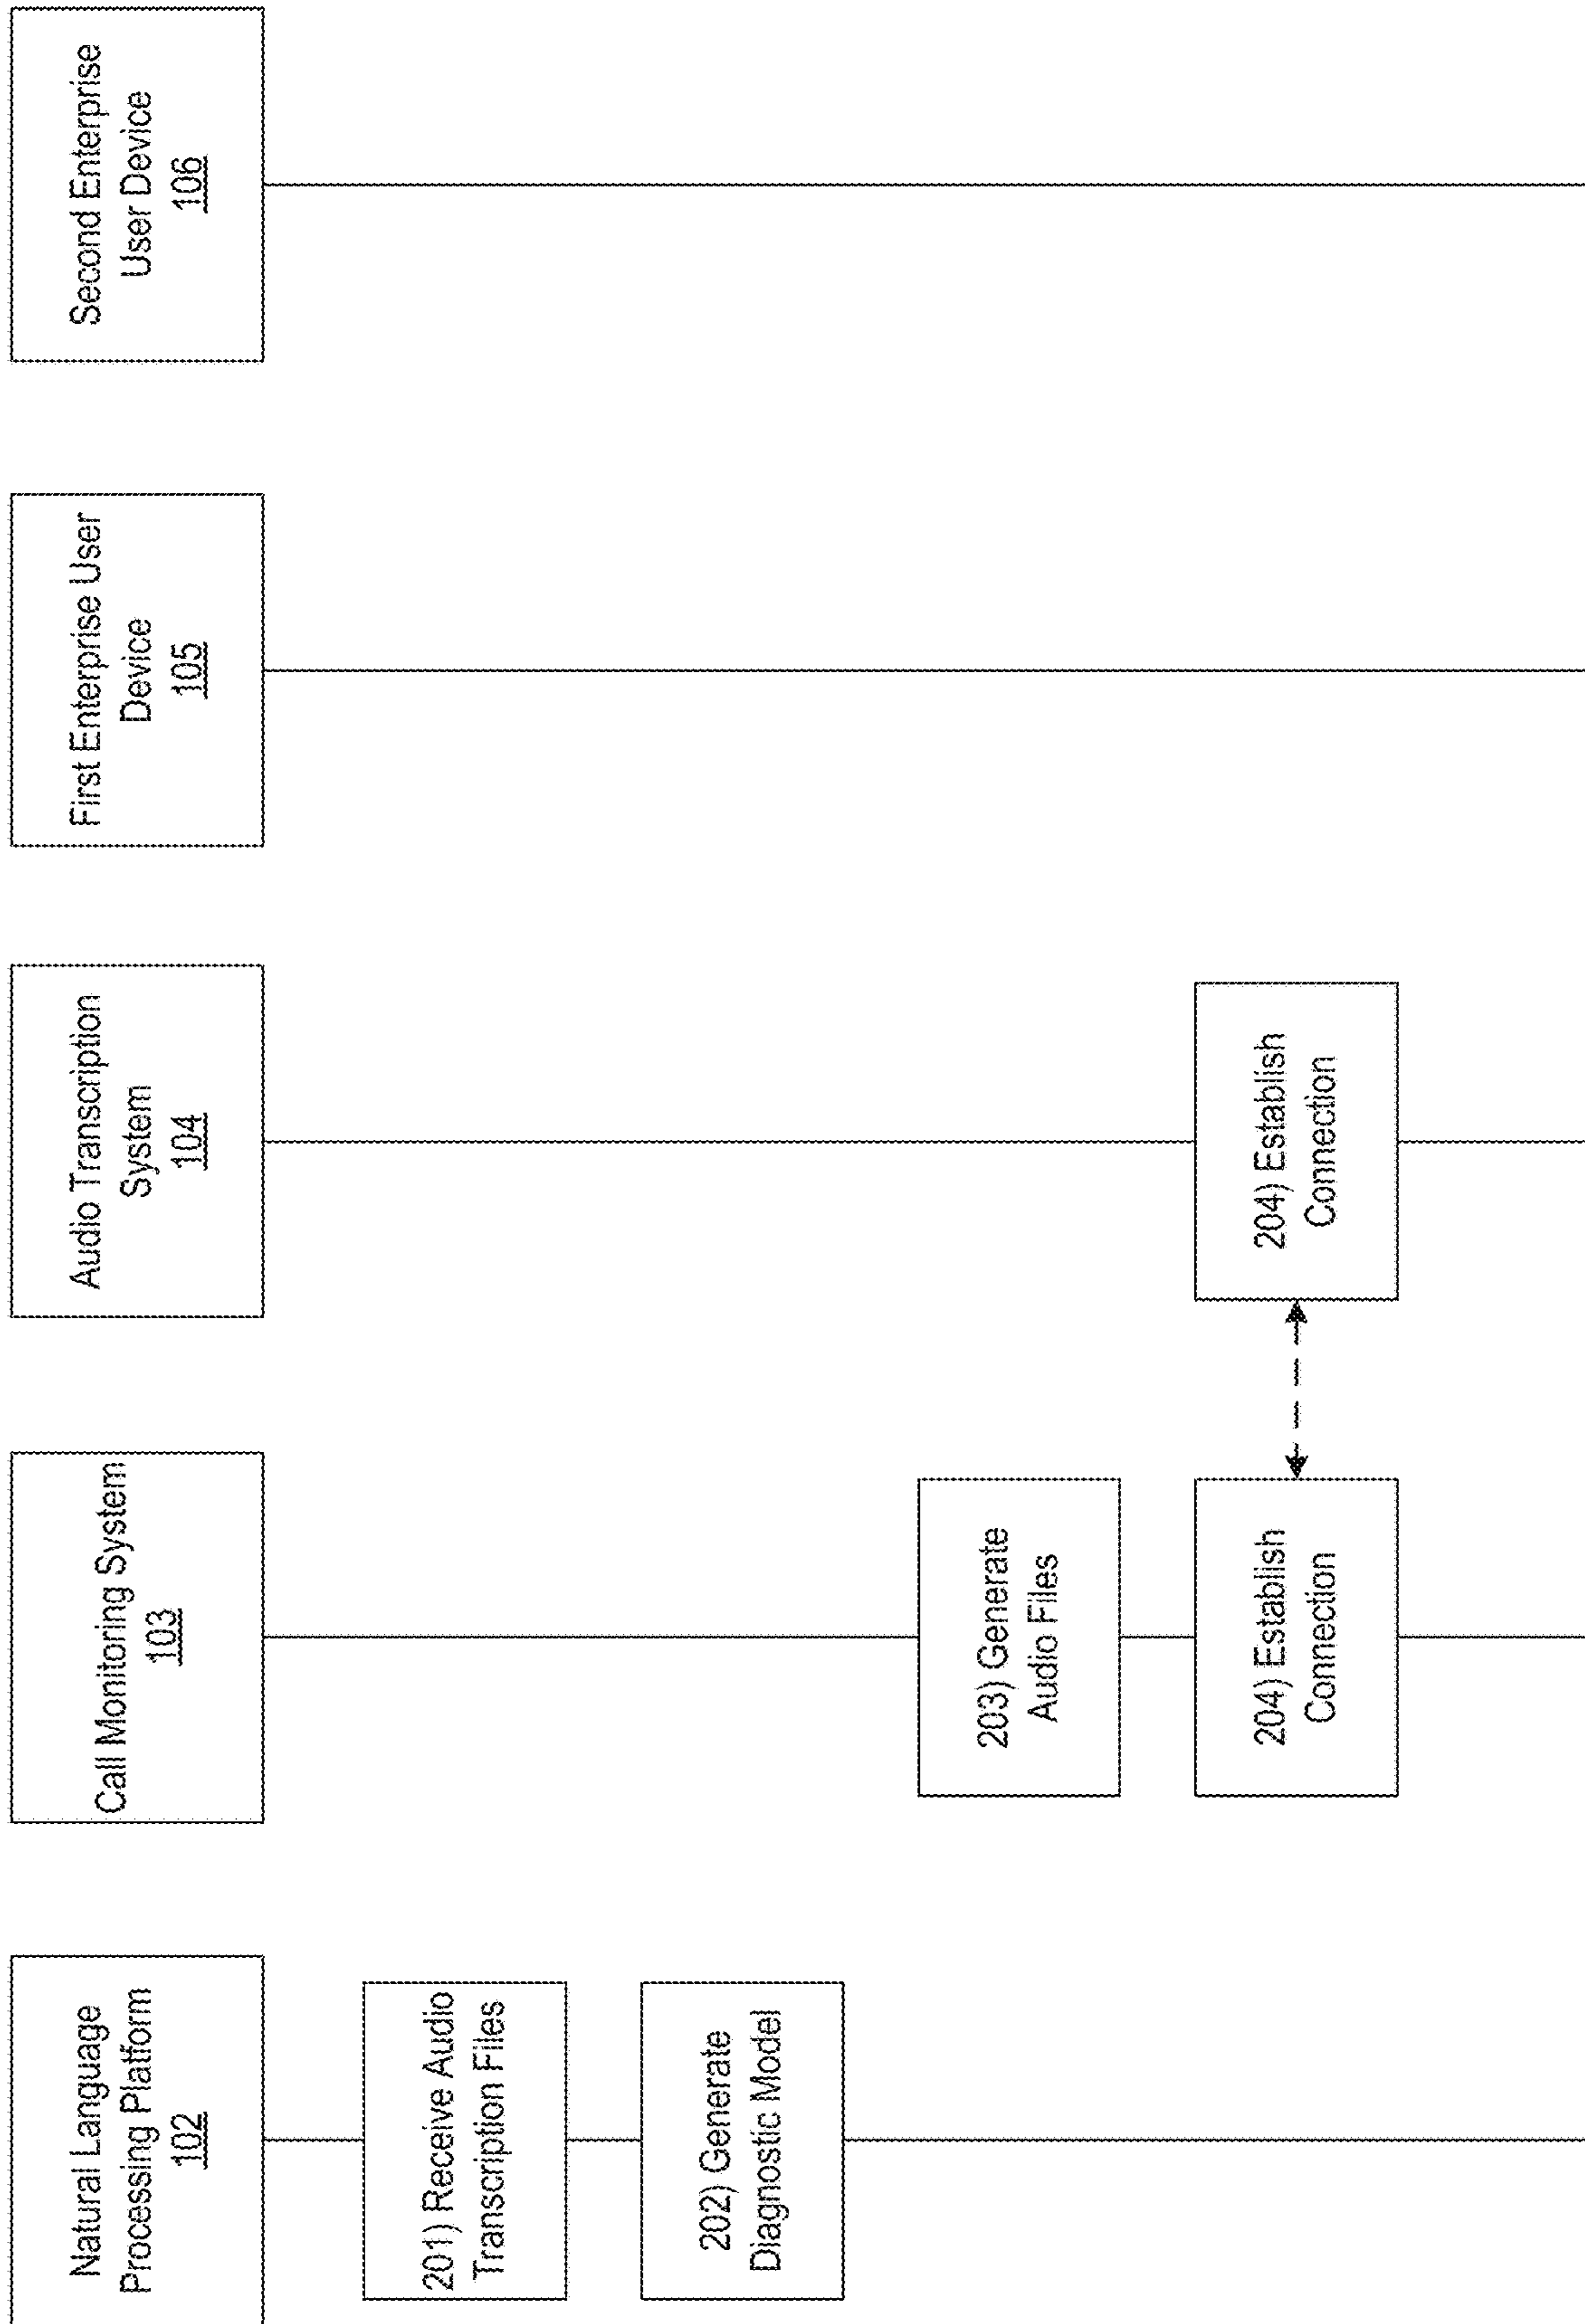 Natural Language
Processing Platform
102
Call Monitoring System
103
Audio Transcription
System
104
First Enterprise User
Device
105
Second Enterprise
User Device
106
201) Receive Audio
Transcription Files
202) Generate
Diagnostic Model
203) Generate
Audio Files
204) Establish
Connection
204) Establish
Connection